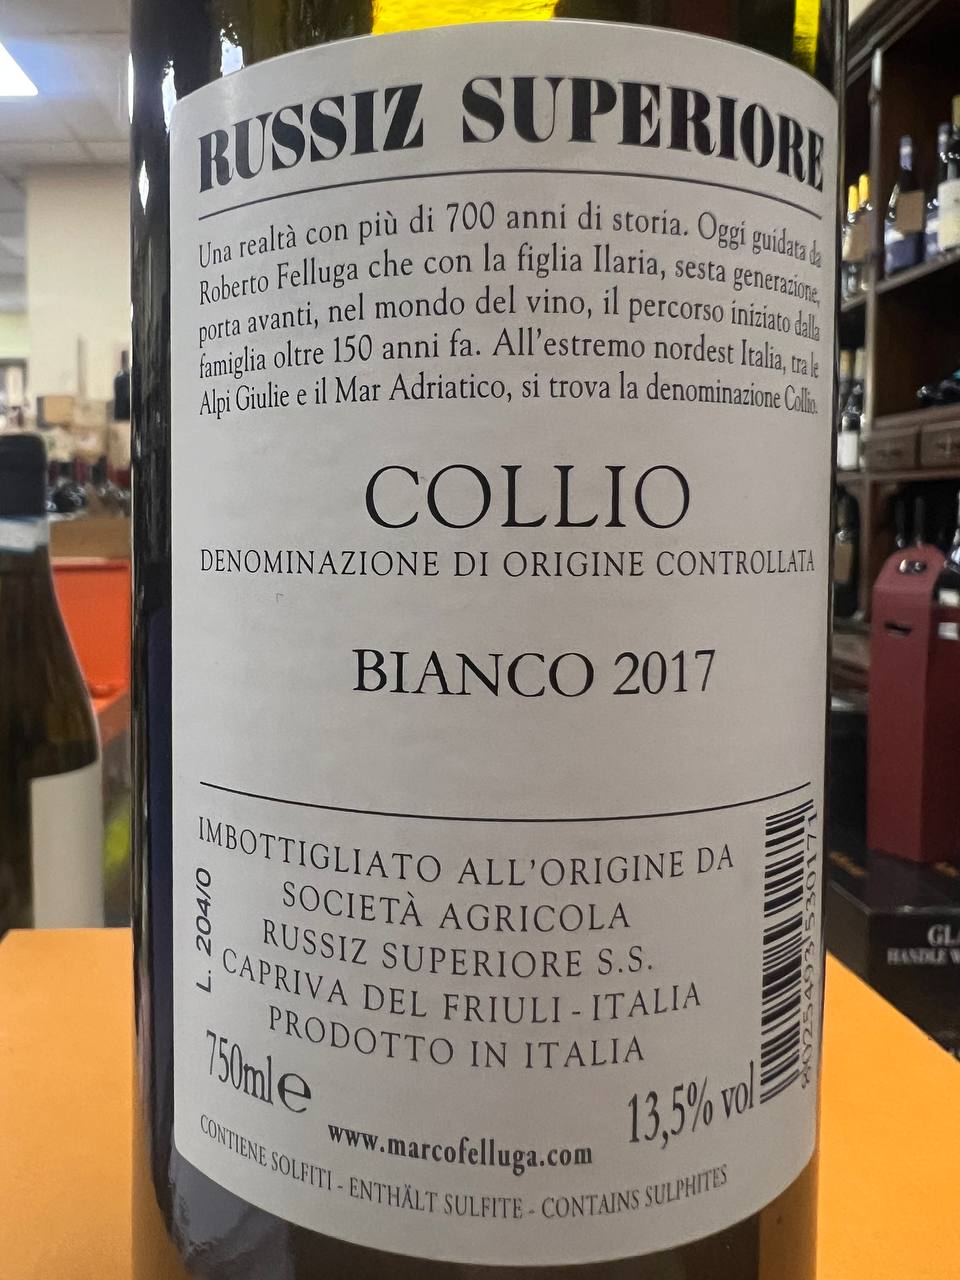 RUSSIZ SUPERIORE
Una realtà con più di 700 anni di storia. Oggi guidata da
Roberto Felluga che con la figlia Ilaria, sesta generazione,
porta avanti, nel mondo del vino, il percorso iniziato dalla
famiglia oltre 150 anni fa. All'estremo nordest Italia, tra le
Alpi Giulie e il Mar Adriatico, si trova la denominazione Collio.
COLLIO
DENOMINAZIONE DI ORIGINE CONTROLLATA
BIANCO 2017
IMBOTTIGLIATO ALL'ORIGINE DA
SOCIETÀ AGRICOLA
RUSSIZ SUPERIORE S.S.
CAPRIVA DEL FRIULI - ITALIA
PRODOTTO IN ITALIA
L. 204/0
750ml e
13,5% vol
8025493530171
www.marcofelluga.com
CONTIENE SOLFITI - ENTHÄLT SULFITE - CONTAINS SULPHITES
HANDLE